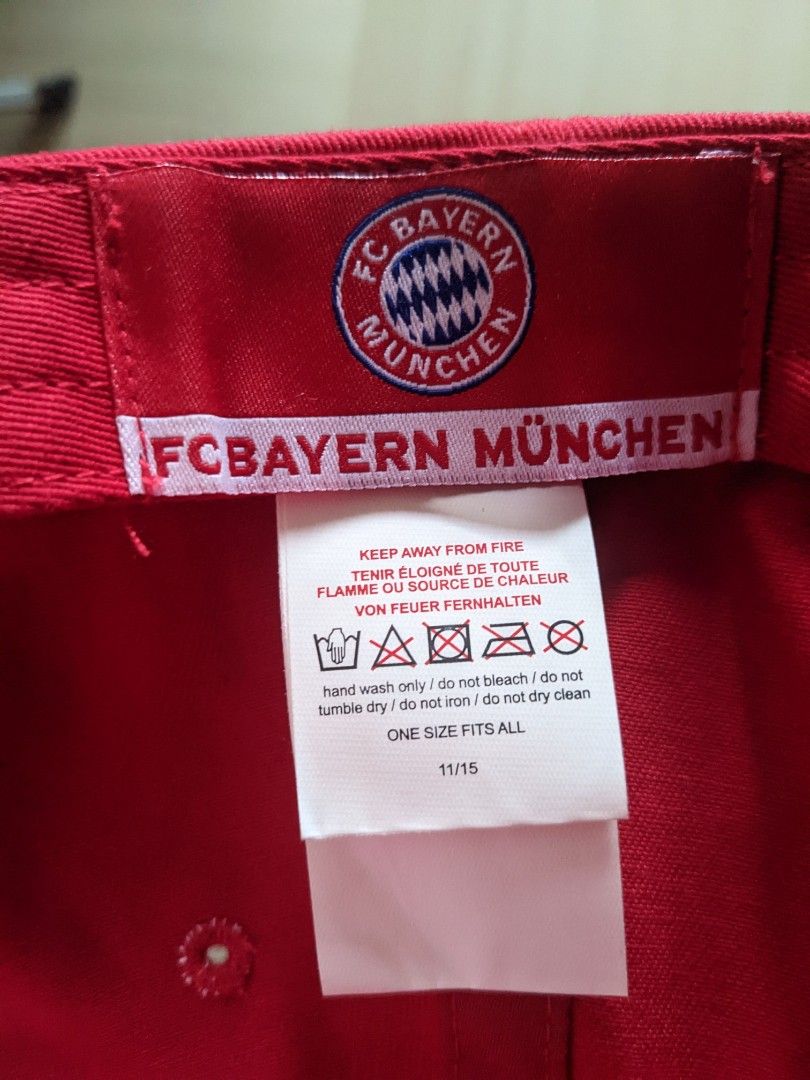 FC BAYERN
MÜNCHEN
FCBAYERN MÜNCHEN
KEEP AWAY FROM FIRE
TENIR ÉLOIGNÉ DE TOUTE
FLAMME OU SOURCE DE CHALEUR
VON FEUER FERNHALTEN
hand wash only / do not bleach / do not
tumble dry / do not iron / do not dry clean
ONE SIZE FITS ALL
11/15